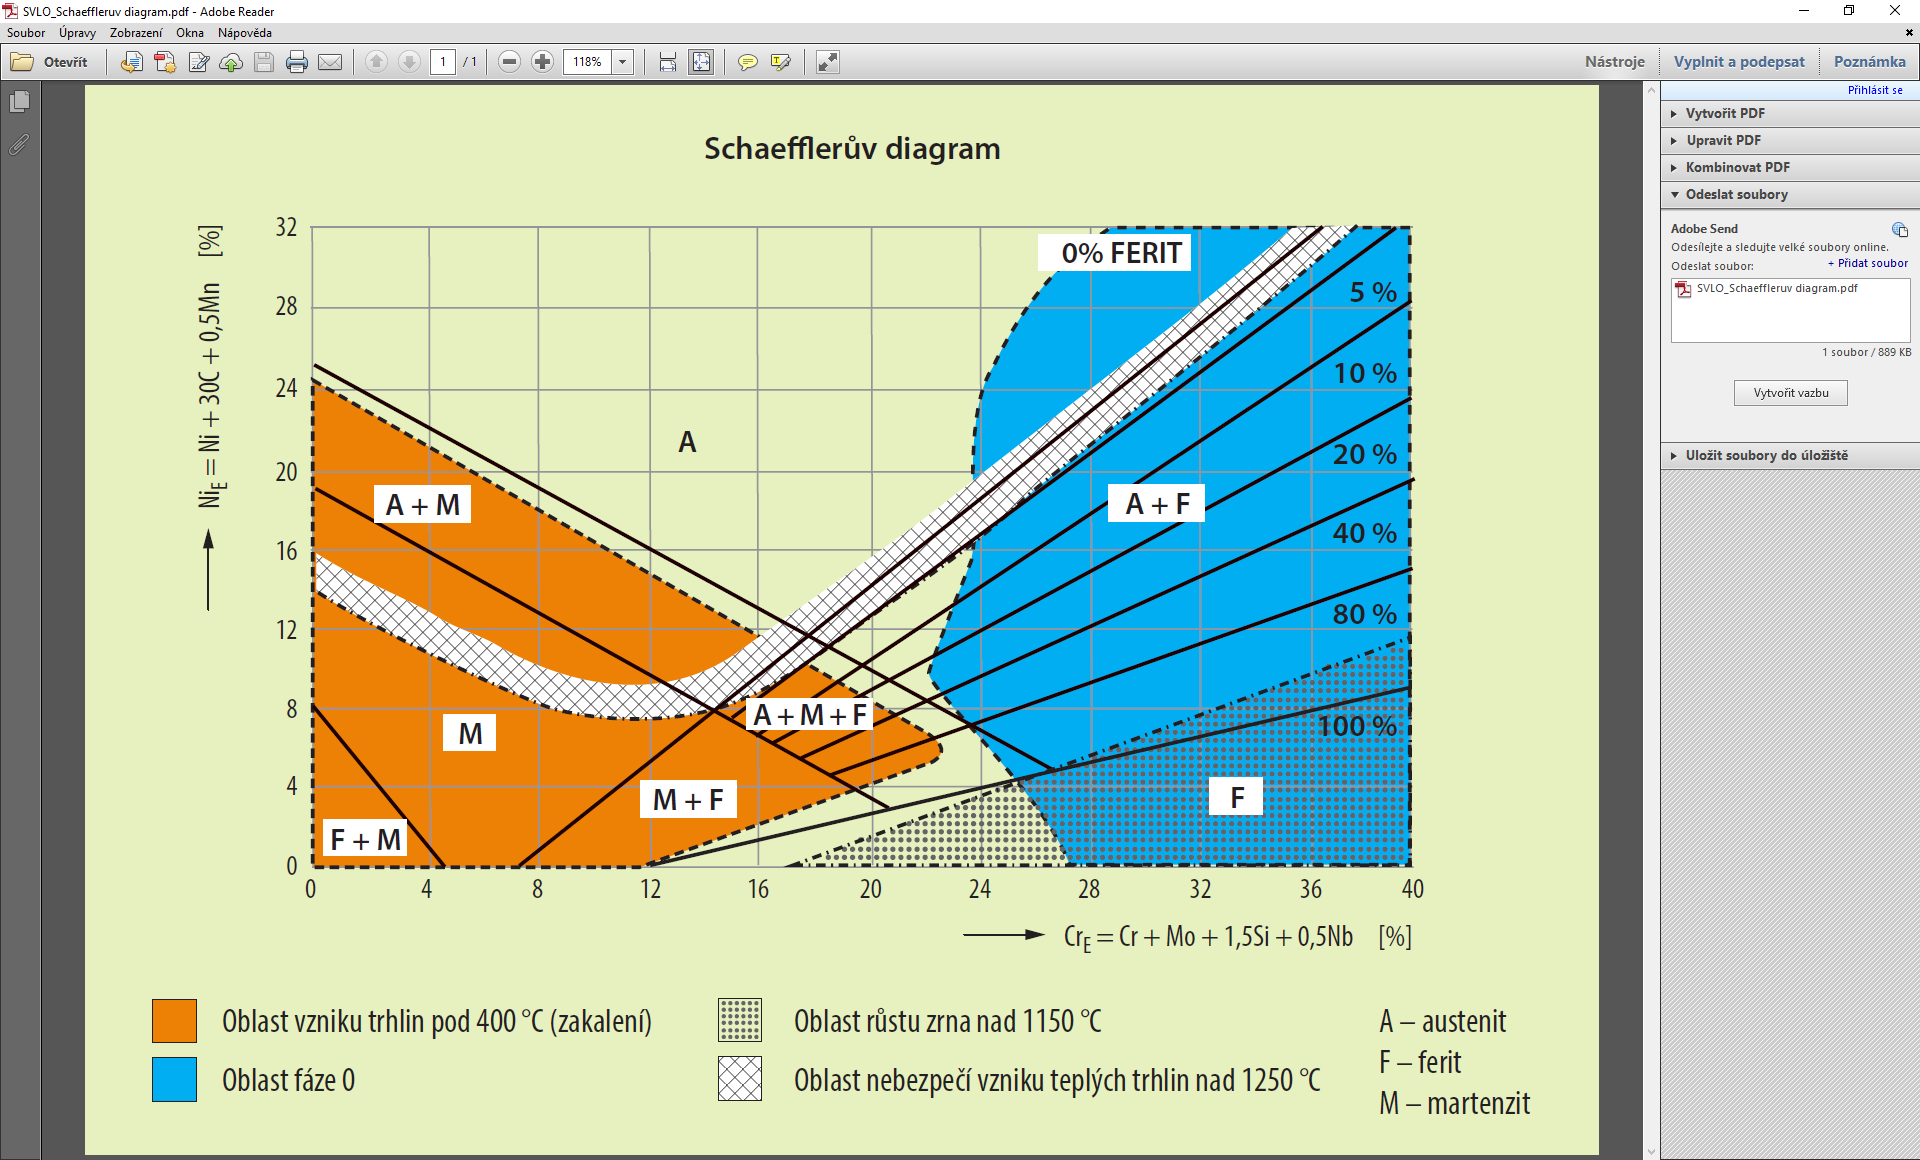 SVLO_Schaeffleruv diagram.pdf - Adobe Reader
Soubor Úpravy Zobrazení Okna Nápověda
Otevřít 1 / 1 118% Nástroje Vyplnit a podepsat Poznámka
Přihlásit se
Vytvořit PDF
Upravit PDF
Kombinovat PDF
Odeslat soubory
Adobe Send
Odesílejte a sledujte velké soubory online.
Odeslat soubor: + Přidat soubor
SVLO_Schaeffleruv diagram.pdf
1 soubor / 889 KB
Vytvořit vazbu
Uložit soubory do úložiště
Schaefflerův diagram
NiE = Ni + 30C + 0,5Mn [%]
32
28
24
20
16
12
8
4
0
0% FERIT
5 %
10 %
20 %
40 %
80 %
100 %
A
A + M
A + F
M
A + M + F
M + F
F
F + M
0 4 8 12 16 20 24 28 32 36 40
CrE = Cr + Mo + 1,5Si + 0,5Nb [%]
Oblast vzniku trhlin pod 400 °C (zakalení)
Oblast fáze O
Oblast růstu zrna nad 1150 °C
Oblast nebezpečí vzniku teplých trhlin nad 1250 °C
A – austenit
F – ferit
M – martenzit